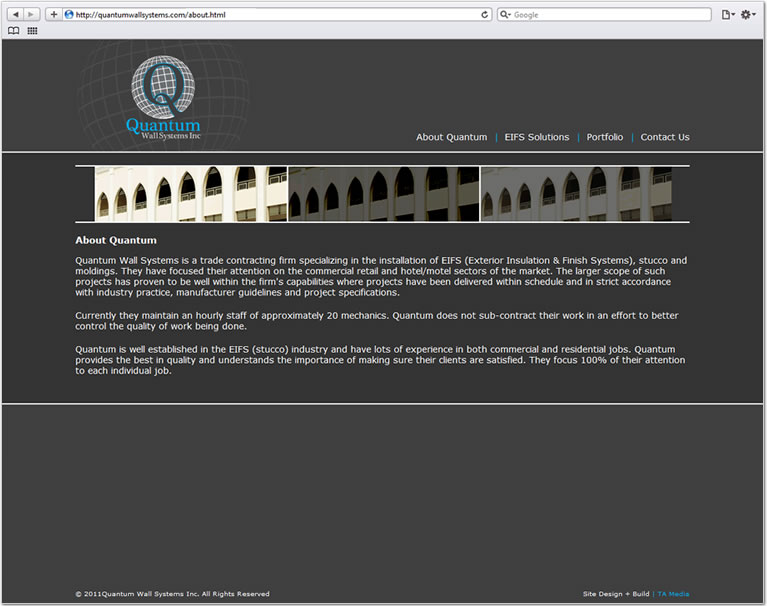 http://quantumwallsystems.com/about.html
Google
Q
Quantum
Wall Systems Inc
About Quantum | EIFS Solutions | Portfolio | Contact Us
About Quantum
Quantum Wall Systems is a trade contracting firm specializing in the installation of EIFS (Exterior Insulation & Finish Systems), stucco and
moldings. They have focused their attention on the commercial retail and hotel/motel sectors of the market. The larger scope of such
projects has proven to be well within the firm's capabilities where projects have been delivered within schedule and in strict accordance
with industry practice, manufacturer guidelines and project specifications.
Currently they maintain an hourly staff of approximately 20 mechanics. Quantum does not sub-contract their work in an effort to better
control the quality of work being done.
Quantum is well established in the EIFS (stucco) industry and have lots of experience in both commercial and residential jobs. Quantum
provides the best in quality and understands the importance of making sure their clients are satisfied. They focus 100% of their attention
to each individual job.
© 2011Quantum Wall Systems Inc. All Rights Reserved
Site Design + Build | TA Media